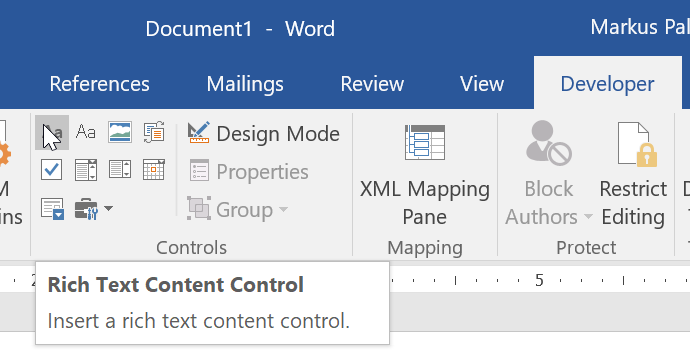 Document1 - Word
Markus Pal
References
Mailings
Review
View
Developer
Aa
Design Mode
Properties
Group
XML Mapping
Pane
Block
Authors
Restrict
Editing
Controls
Mapping
Protect
5
Rich Text Content Control
Insert a rich text content control.